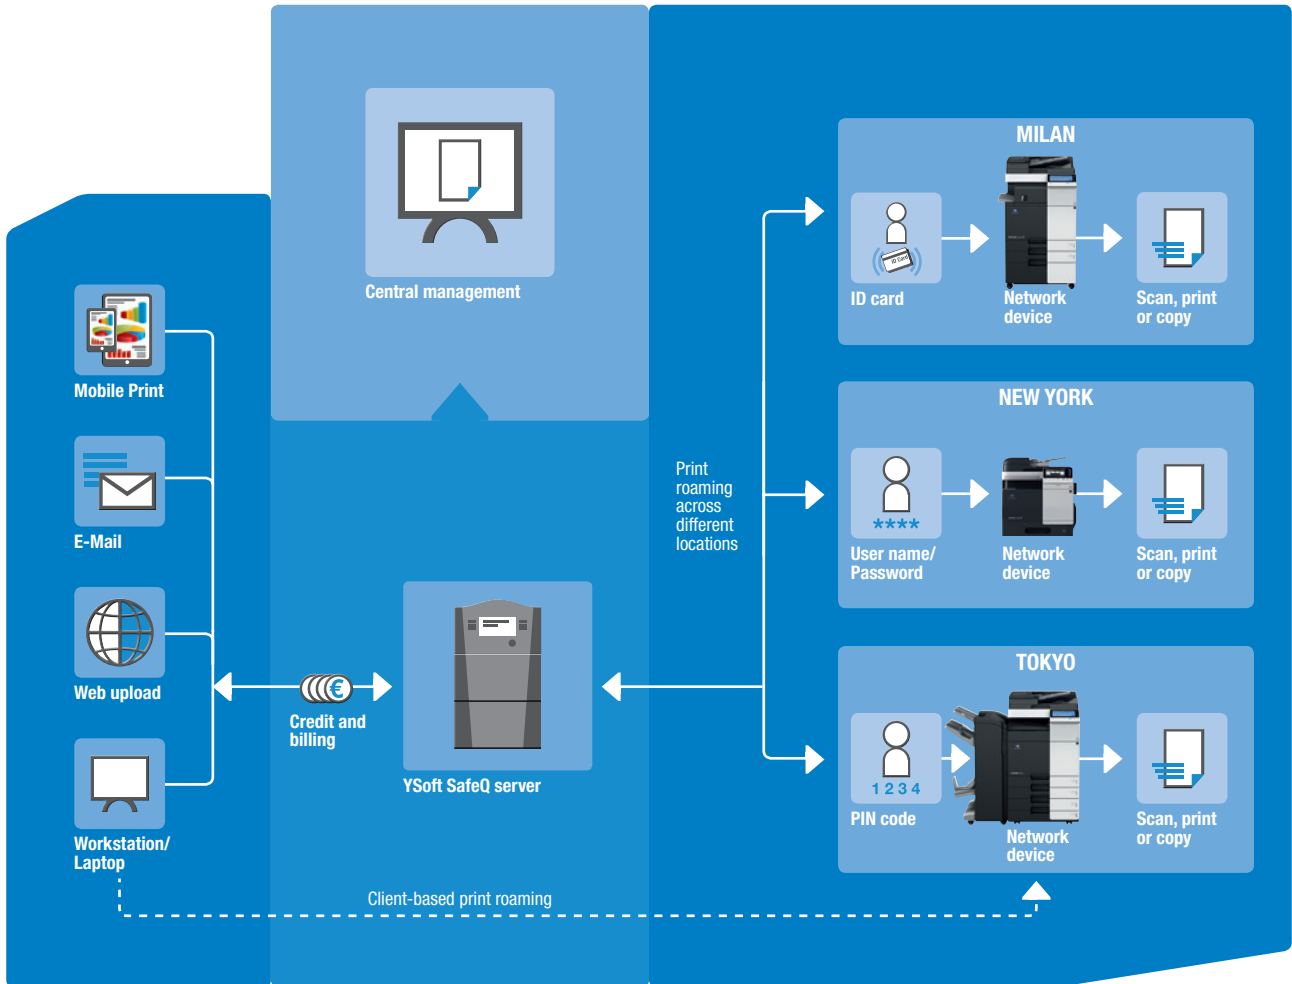 Mobile Print
E-Mail
Web upload
Workstation/
Laptop
Central management
Credit and
billing
YSoft SafeQ server
Client-based print roaming
Print
roaming
across
different
locations
MILAN
ID Card
ID card
Network
device
Scan, print
or copy
NEW YORK
****
User name/
Password
Network
device
Scan, print
or copy
TOKYO
1 2 3 4
PIN code
Network
device
Scan, print
or copy